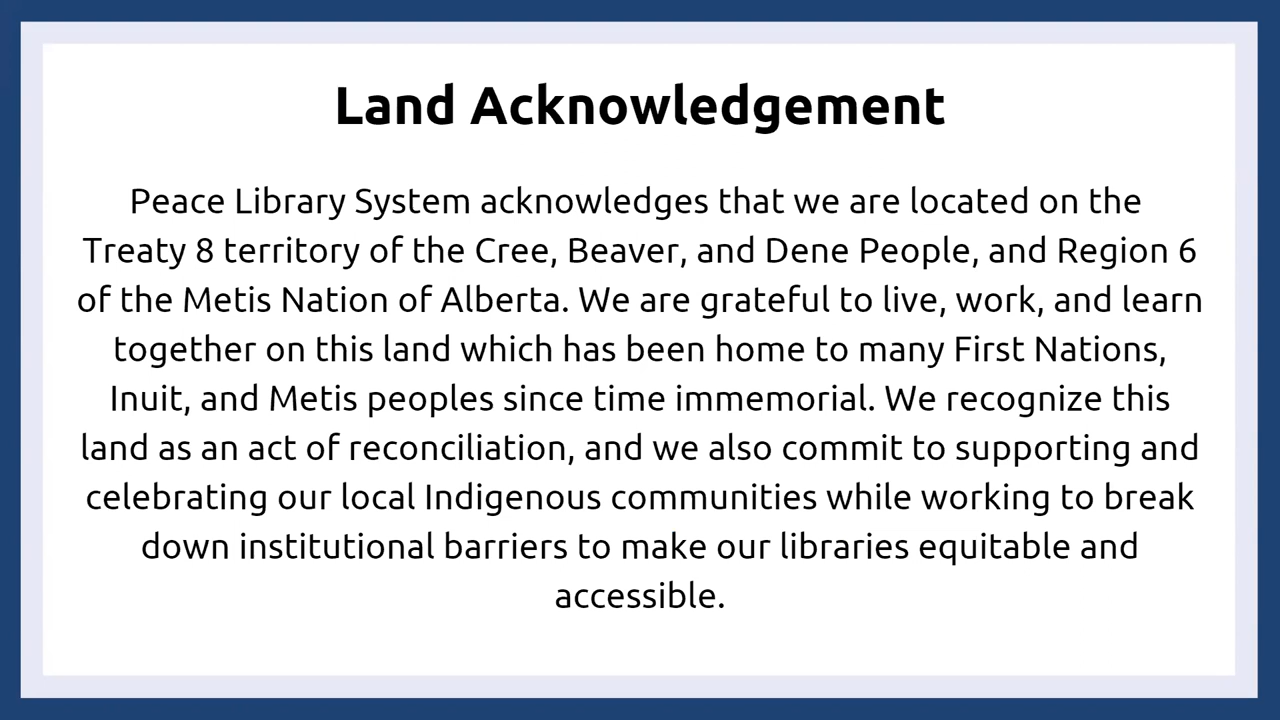 Land Acknowledgement
Peace Library System acknowledges that we are located on the
Treaty 8 territory of the Cree, Beaver, and Dene People, and Region 6
of the Metis Nation of Alberta. We are grateful to live, work, and learn
together on this land which has been home to many First Nations,
Inuit, and Metis peoples since time immemorial. We recognize this
land as an act of reconciliation, and we also commit to supporting and
celebrating our local Indigenous communities while working to break
down institutional barriers to make our libraries equitable and
accessible.